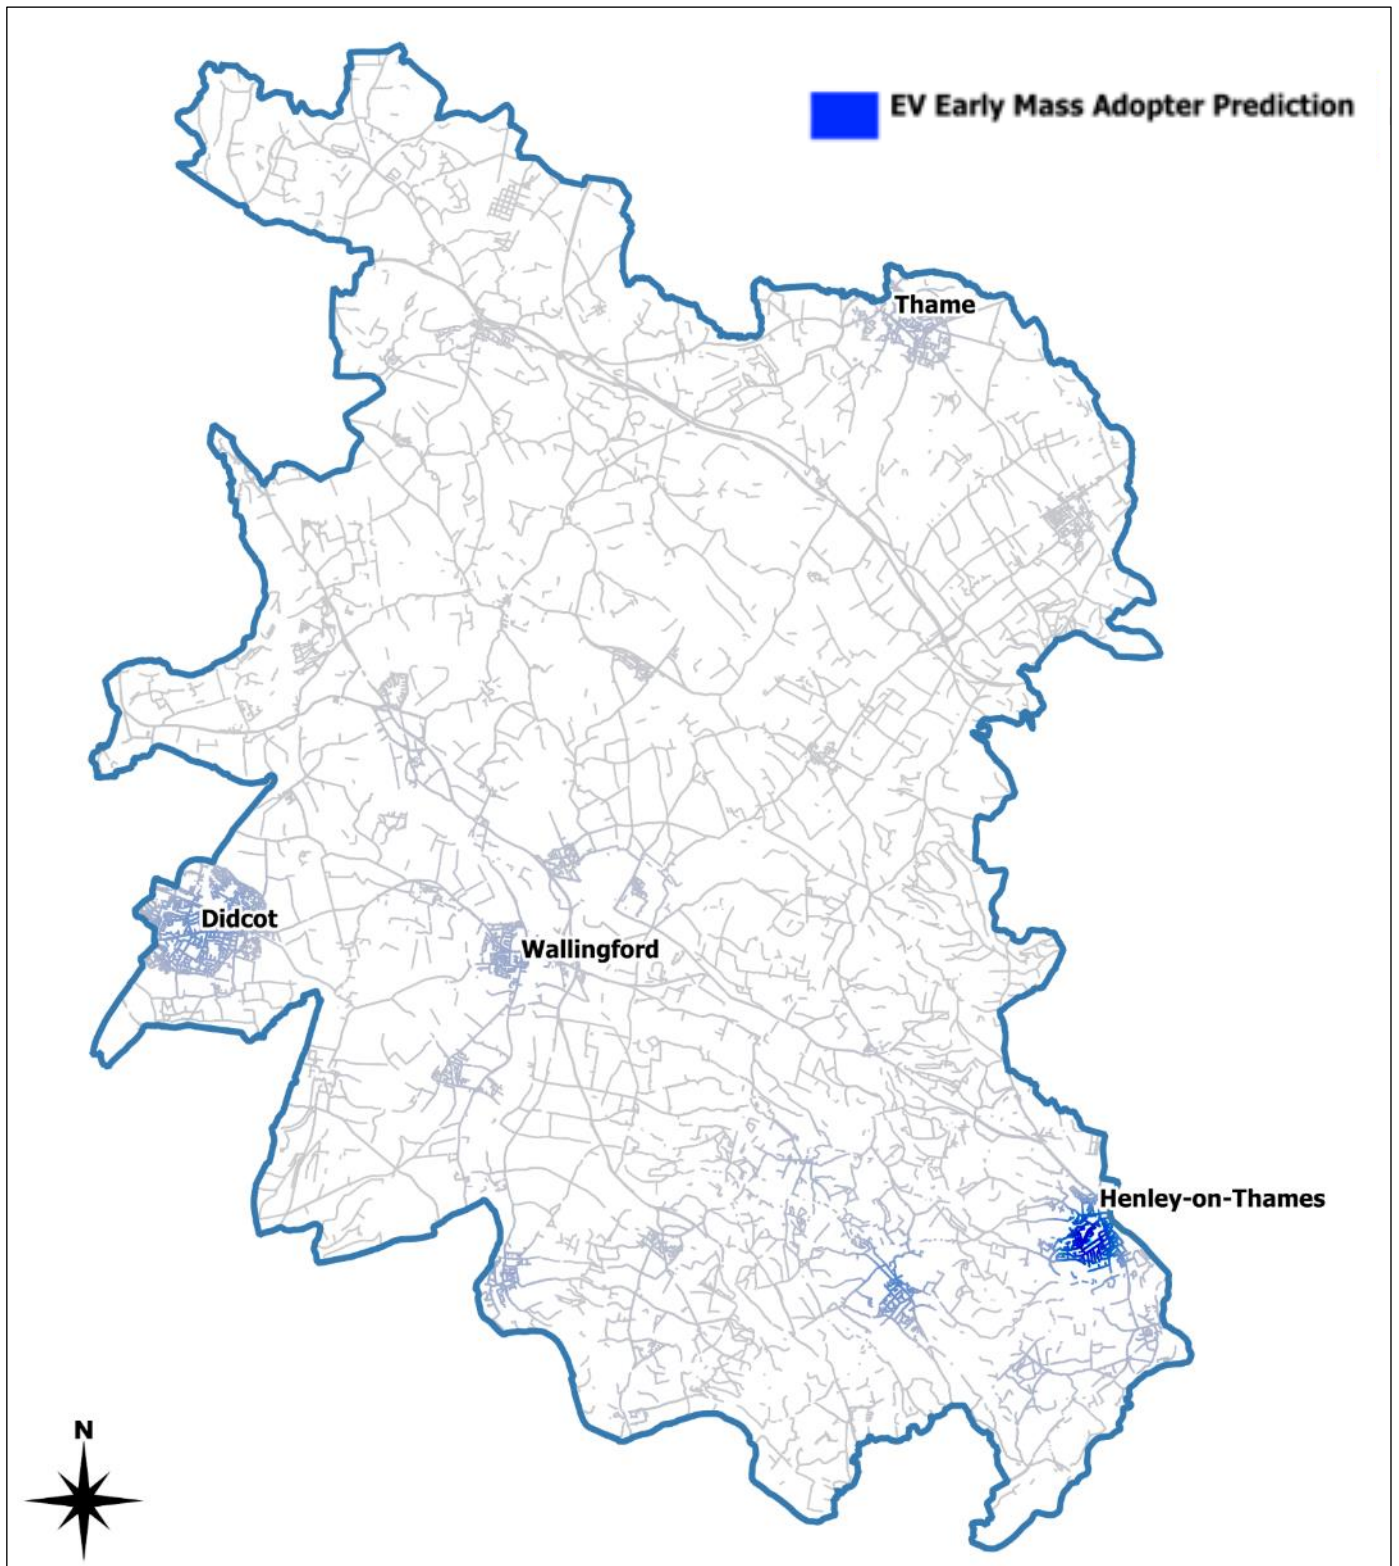 EV Early Mass Adopter Prediction
Thame
Didcot
Wallingford
Henley-on-Thames
N